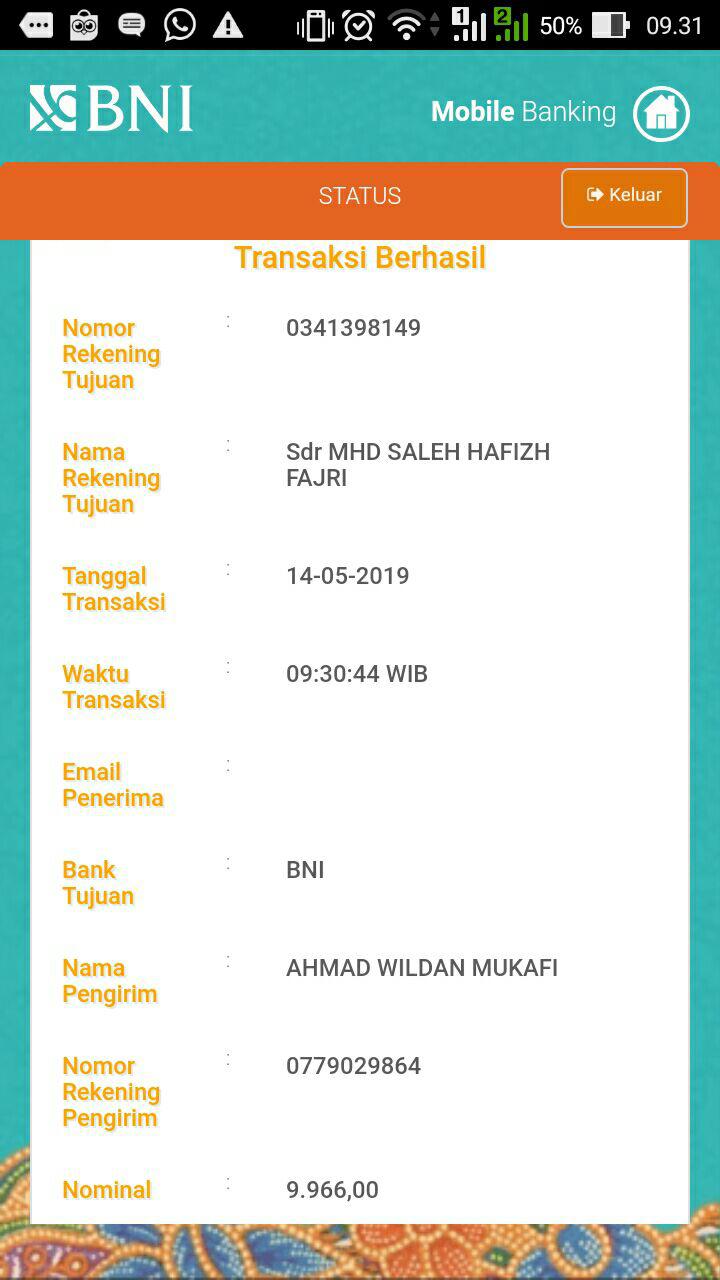 1 2 50% 09.31
BNI
Mobile Banking
STATUS
Keluar
Transaksi Berhasil
Nomor : 0341398149
Rekening
Tujuan
Nama : Sdr MHD SALEH HAFIZH
Rekening FAJRI
Tujuan
Tanggal : 14-05-2019
Transaksi
Waktu : 09:30:44 WIB
Transaksi
Email :
Penerima
Bank : BNI
Tujuan
Nama : AHMAD WILDAN MUKAFI
Pengirim
Nomor : 0779029864
Rekening
Pengirim
Nominal : 9.966,00